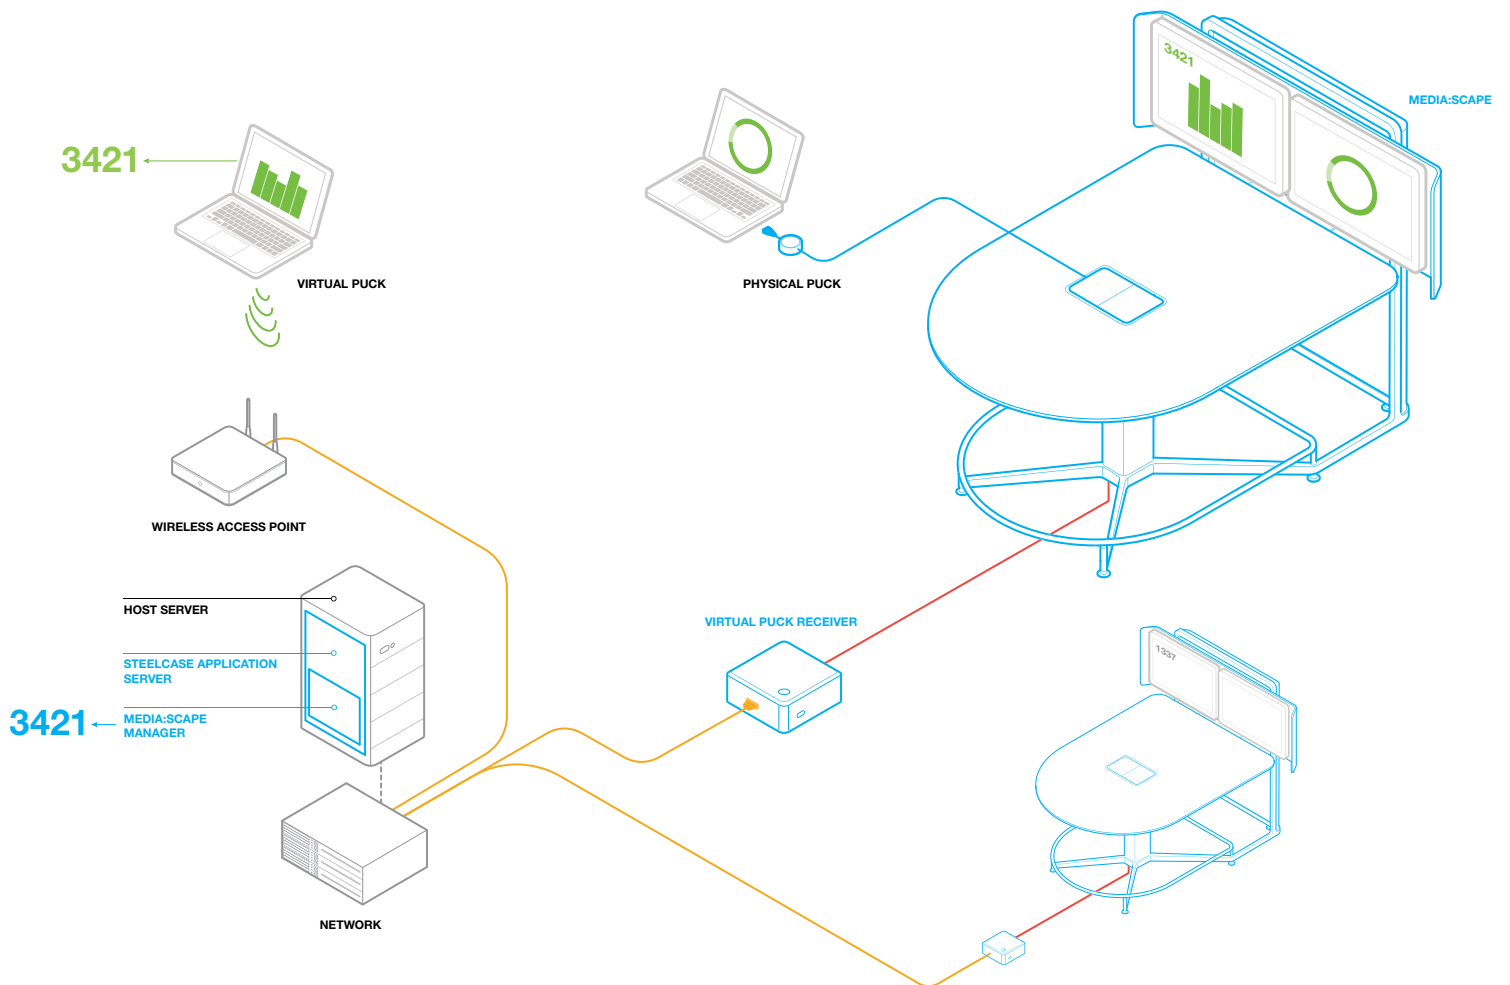 3421
MEDIA:SCAPE
3421
VIRTUAL PUCK
PHYSICAL PUCK
WIRELESS ACCESS POINT
HOST SERVER
STEELCASE APPLICATION
SERVER
3421
MEDIA:SCAPE
MANAGER
VIRTUAL PUCK RECEIVER
1337
NETWORK